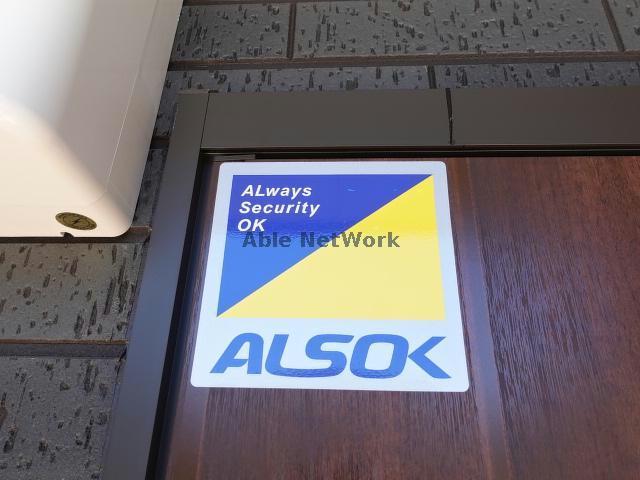 ALways
Security
OK
Able NetWork
ALSOK